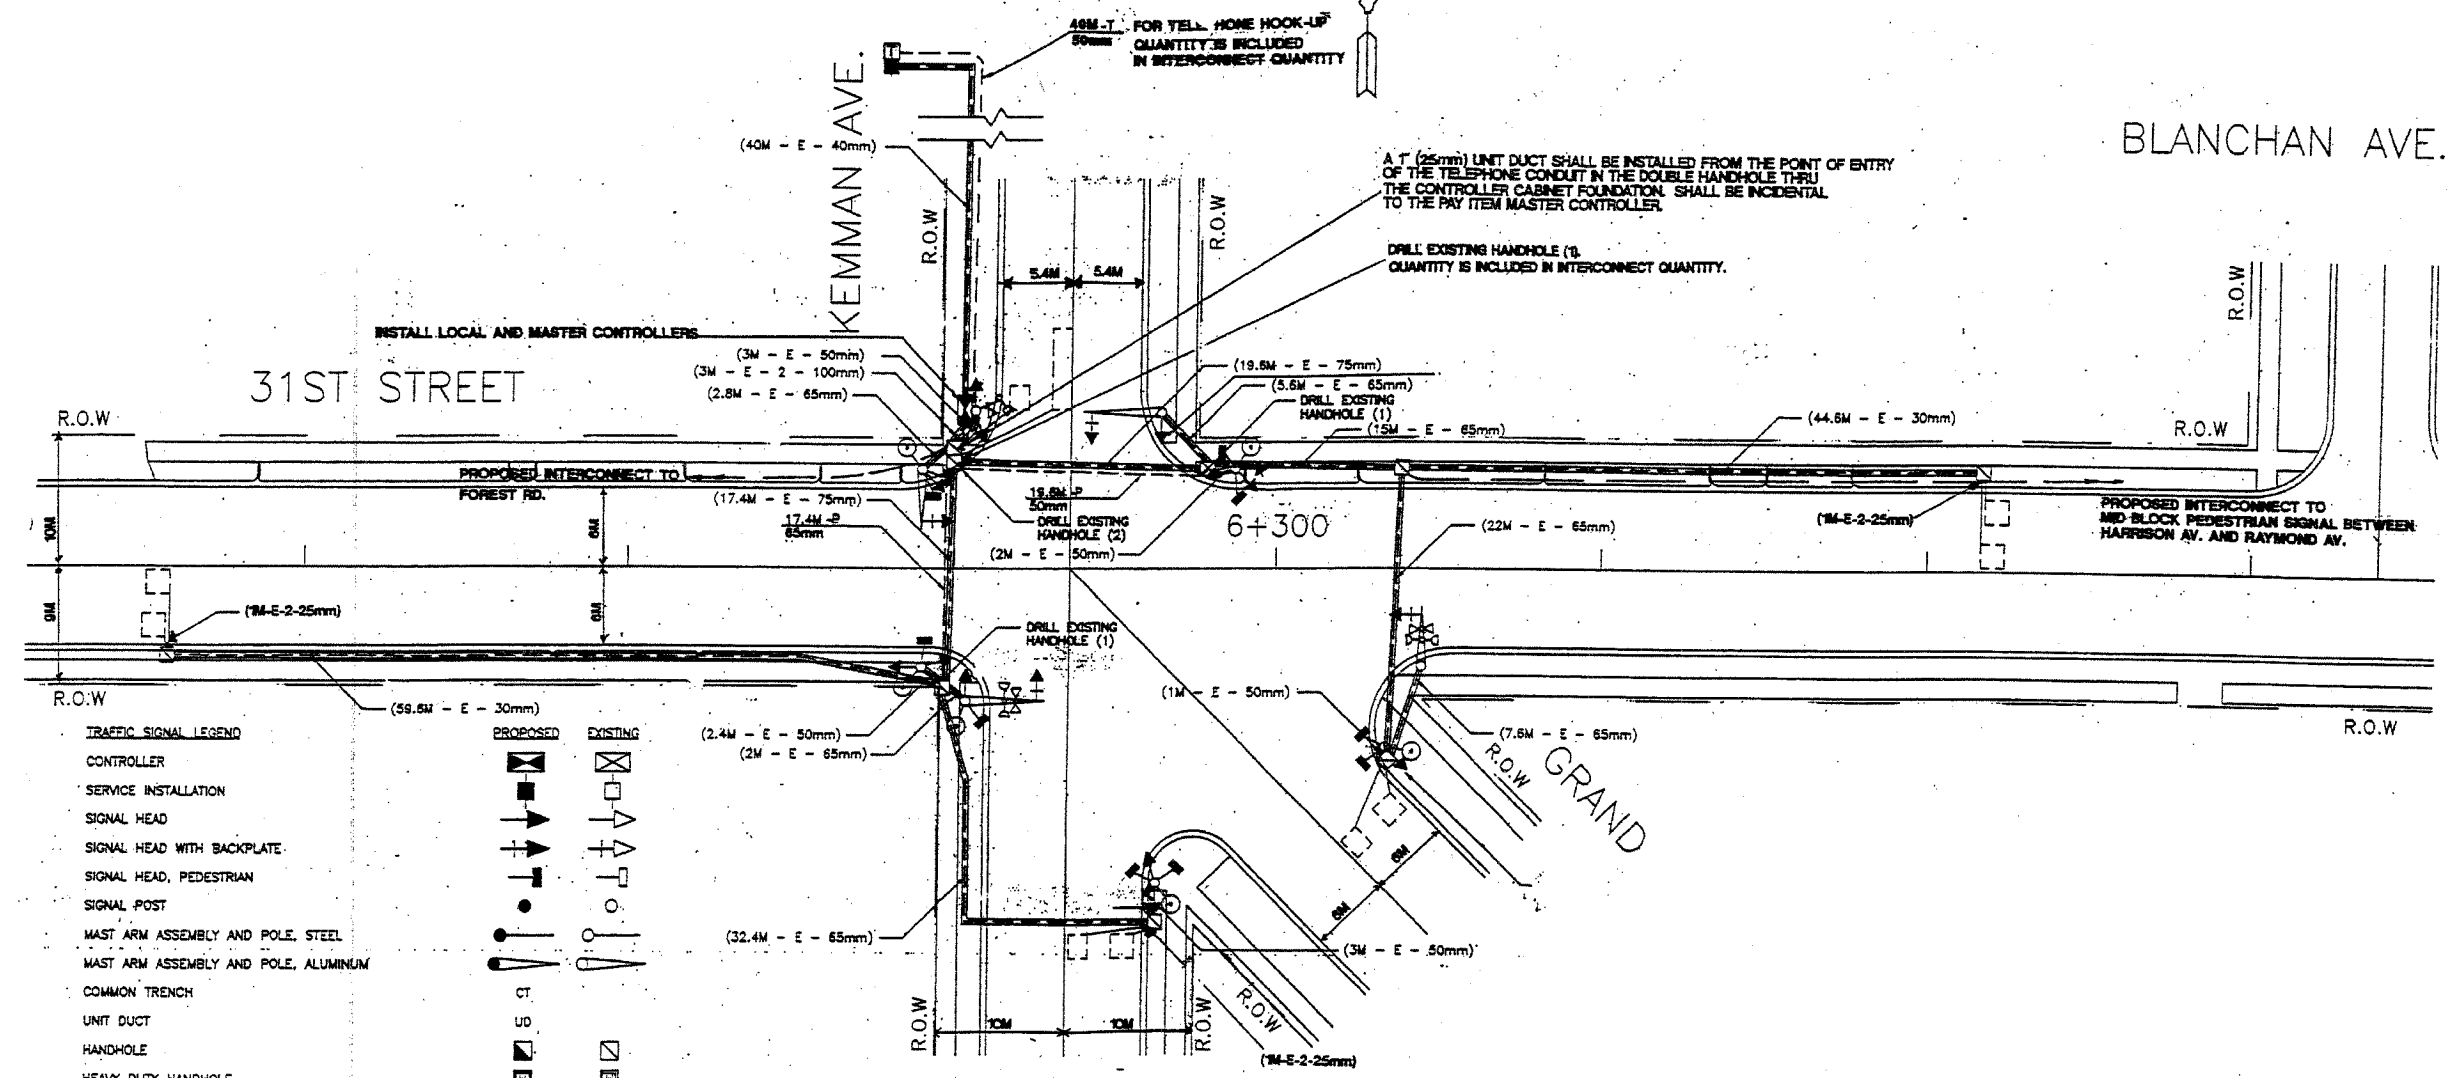 FOR HOOK-UP
50mm QUANTITY IS INCLUDED
IN INTERCONNECT QUANTITY
T
KEMMAN AVE.
BLANCHAN AVE.
(40M - E - 40mm)
A 1" (25mm) UNIT DUCT SHALL BE INSTALLED FROM THE POINT OF ENTRY
OF THE TELEPHONE CONDUIT IN THE DOUBLE HANDHOLE THRU
THE CONTROLLER CABINET FOUNDATION. SHALL BE INCIDENTAL
TO THE PAY ITEM MASTER CONTROLLER.
R.O.W
R.O.W
DRILL EXISTING HANDHOLE (1).
QUANTITY IS INCLUDED IN INTERCONNECT QUANTITY.
5.4M
5.4M
R.O.W
INSTALL LOCAL AND MASTER CONTROLLERS
(3M - E - 50mm)
(3M - E - 2 - 100mm)
(2.8M - E - 65mm)
31ST STREET
(19.6M - E - 75mm)
(5.6M - E - 65mm)
DRILL EXISTING
HANDHOLE (1)
(15M - E - 65mm)
(44.6M - E - 30mm)
R.O.W
R.O.W
PROPOSED INTERCONNECT TO
FOREST RD.
(17.4M - E - 75mm)
17.4M-P
65mm
19.6M-P
50mm
DRILL EXISTING
HANDHOLE (2)
(2M - E - 50mm)
6+300
(22M - E - 65mm)
(1M-E-2-25mm)
PROPOSED INTERCONNECT TO
MID BLOCK PEDESTRIAN SIGNAL BETWEEN
HARRISON AV. AND RAYMOND AV.
10M
6M
9M
6M
(1M-E-2-25mm)
DRILL EXISTING
HANDHOLE (1)
R.O.W
(59.6M - E - 30mm)
(2.4M - E - 50mm)
(2M - E - 65mm)
(1M - E - 50mm)
(7.6M - E - 65mm)
R.O.W
R.O.W
GRAND
TRAFFIC SIGNAL LEGEND PROPOSED EXISTING
CONTROLLER
SERVICE INSTALLATION
SIGNAL HEAD
SIGNAL HEAD WITH BACKPLATE
SIGNAL HEAD, PEDESTRIAN
SIGNAL POST
MAST ARM ASSEMBLY AND POLE, STEEL
MAST ARM ASSEMBLY AND POLE, ALUMINUM
COMMON TRENCH CT
UNIT DUCT UD
HANDHOLE
HEAVY DUTY HANDHOLE
6M
6M
(32.4M - E - 65mm)
(3M - E - 50mm)
R.O.W
10M
10M
R.O.W
R.O.W
(1M-E-2-25mm)